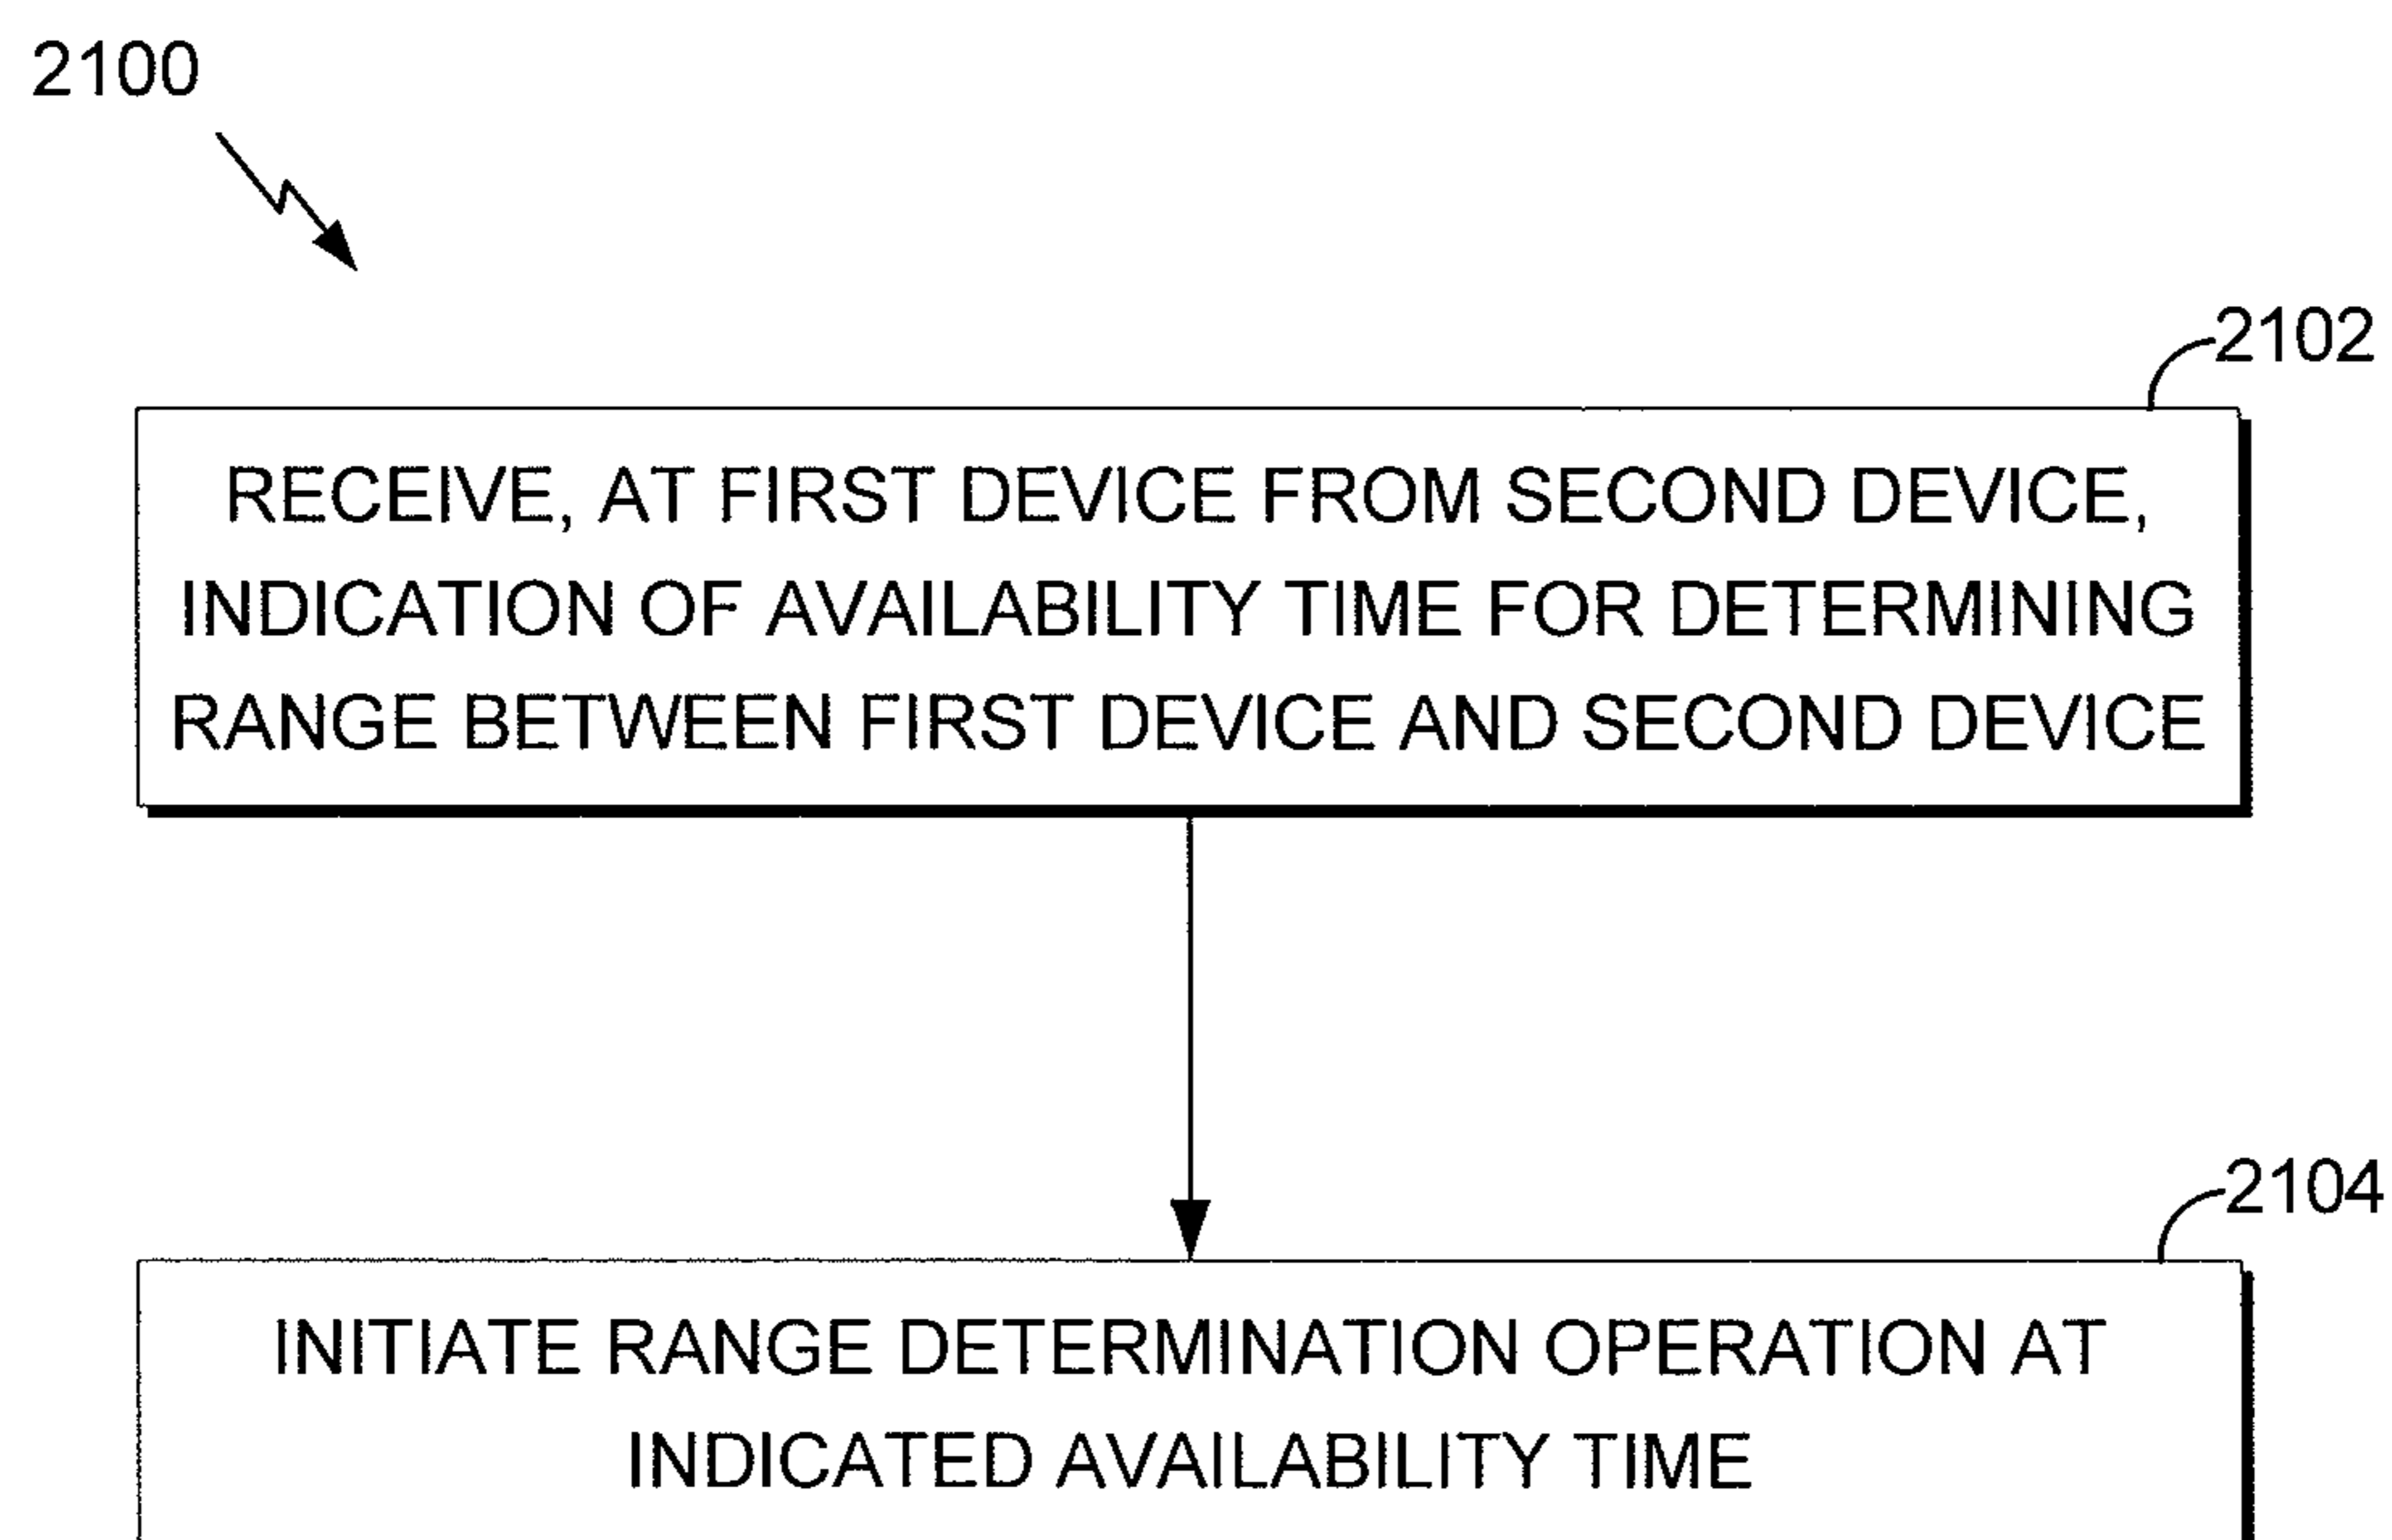 2100
2102
RECEIVE, AT FIRST DEVICE FROM SECOND DEVICE,
INDICATION OF AVAILABILITY TIME FOR DETERMINING
RANGE BETWEEN FIRST DEVICE AND SECOND DEVICE
2104
INITIATE RANGE DETERMINATION OPERATION AT
INDICATED AVAILABILITY TIME